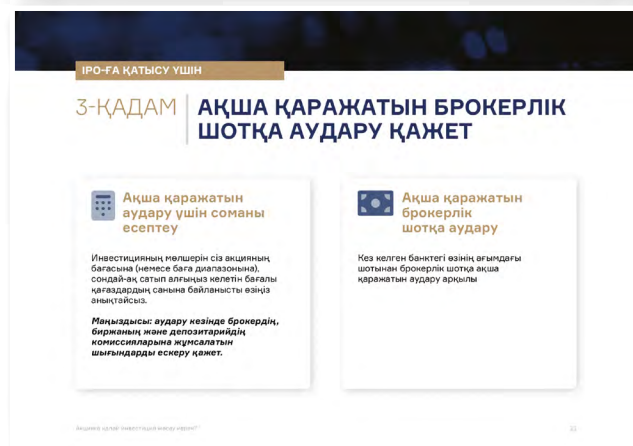 IPO-ҒА ҚАТЫСУ ҮШІН
3-ҚАДАМ
АҚША ҚАРАЖАТЫН БРОКЕРЛІК
ШОТҚА АУДАРУ ҚАЖЕТ
Ақша қаражатын
аудару үшін соманы
есептеу
Инвестицияның мөлшерін сіз акцияның
бағасына (немесе баға диапазонына),
сондай-ақ сатып алғыңыз келетін бағалы
қағаздардың санына байланысты өзіңіз
анықтайсыз.
Маңыздысы: аудару кезінде брокердің,
биржаның және депозитарийдің
комиссияларына жұмсалатын
шығындарды ескеру қажет.
Ақша қаражатын
брокерлік
шотқа аудару
Кез келген банктегі өзінің ағымдағы
шотынан брокерлік шотқа ақша
қаражатын аудару арқылы